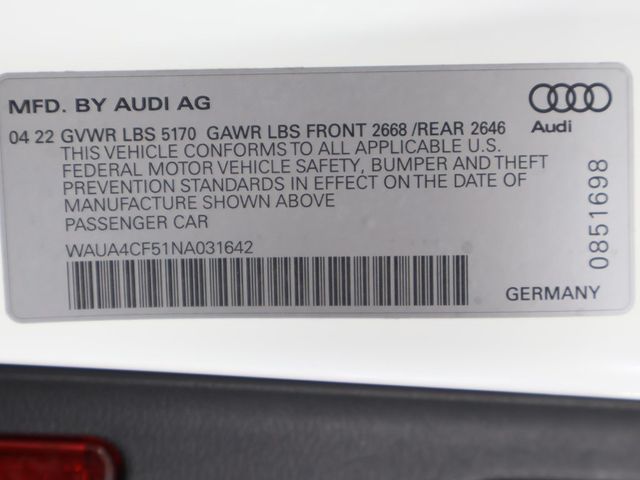 MFD. BY AUDI AG
Audi
04 22 GVWR LBS 5170 GAWR LBS FRONT 2668 /REAR 2646
THIS VEHICLE CONFORMS TO ALL APPLICABLE U.S.
FEDERAL MOTOR VEHICLE SAFETY, BUMPER AND THEFT
PREVENTION STANDARDS IN EFFECT ON THE DATE OF
MANUFACTURE SHOWN ABOVE
PASSENGER CAR
WAUA4CF51NA031642
0851698
GERMANY